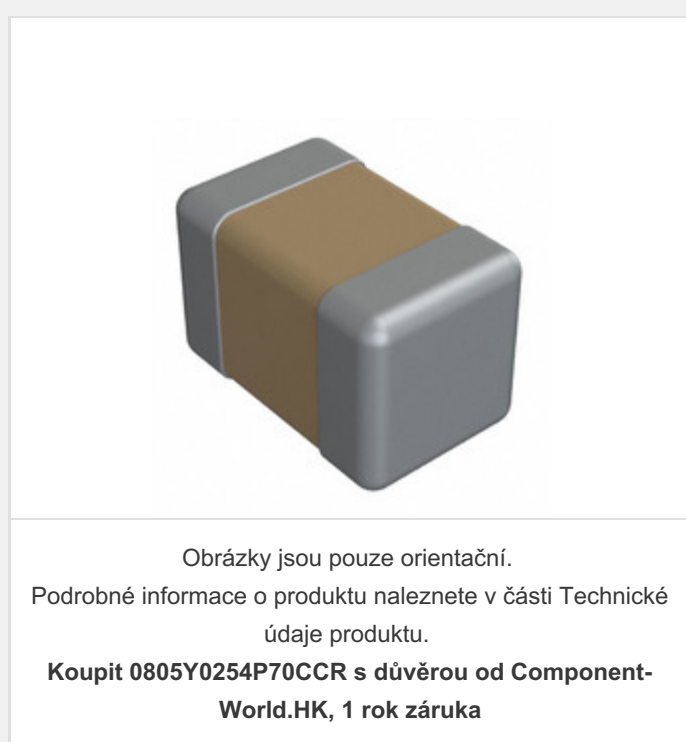 Obrázky jsou pouze orientační.
Podrobné informace o produktu naleznete v části Technické
údaje produktu.
Koupit 0805Y0254P70CCR s důvěrou od Component-
World.HK, 1 rok záruka